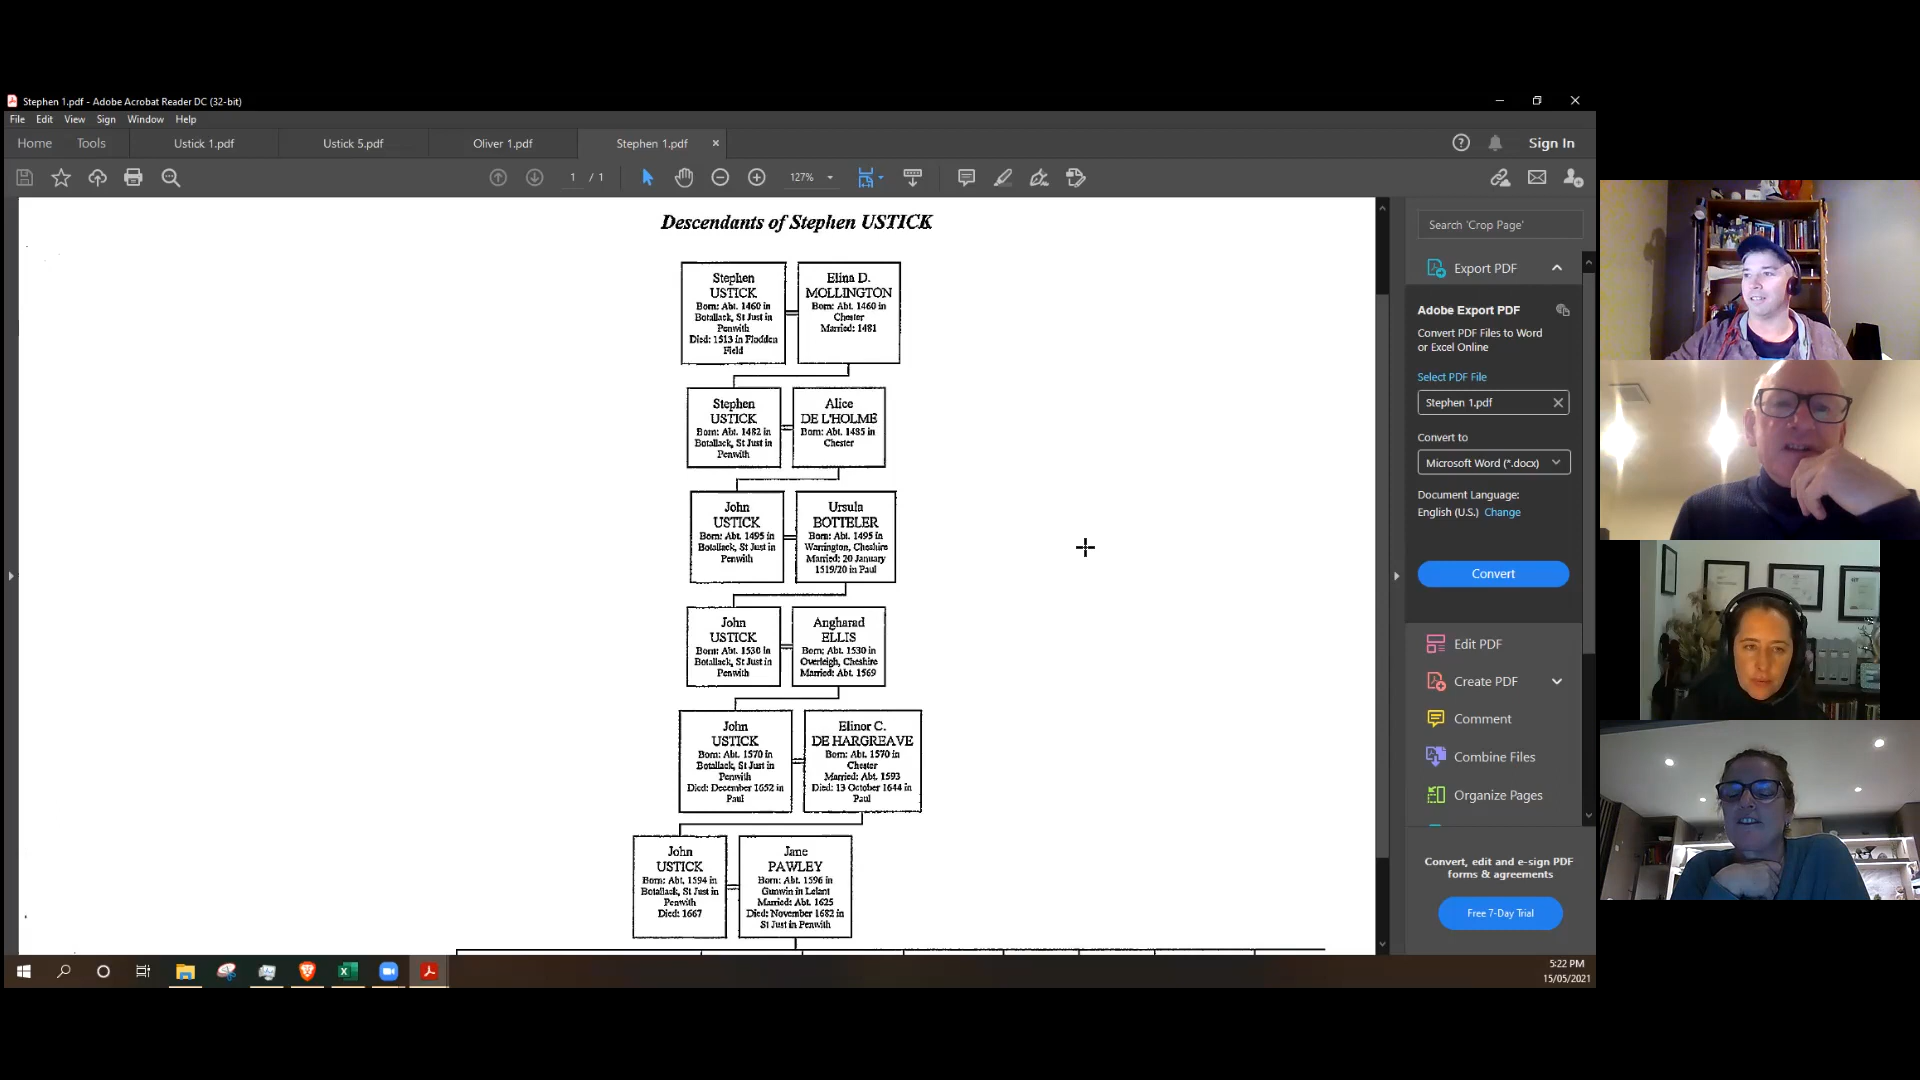 Stephen 1.pdf - Adobe Acrobat Reader DC (32-bit)
File Edit View Sign Window Help
Home Tools Ustick 1.pdf Ustick 5.pdf Oliver 1.pdf Stephen 1.pdf × Sign In
1 / 1 127%
Descendants of Stephen USTICK
Stephen
USTICK
Born: Abt. 1460 in
Botallack, St Just in
Penwith
Died: 1513 in Flodden
Field
Elina D.
MOLLINGTON
Born: Abt. 1460 in
Chester
Married: 1481
Stephen
USTICK
Born: Abt. 1482 in
Botallack, St Just in
Penwith
Alice
DE L'HOLME
Born: Abt. 1485 in
Chester
John
USTICK
Born: Abt. 1495 in
Botallack, St Just in
Penwith
Ursula
BOTTELER
Born: Abt. 1495 in
Warrington, Cheshire
Married: 20 January
1519/20 in Paul
John
USTICK
Born: Abt. 1530 in
Botallack, St Just in
Penwith
Angharad
ELLIS
Born: Abt. 1530 in
Overleigh, Cheshire
Married: Abt. 1569
John
USTICK
Born: Abt. 1570 in
Botallack, St Just in
Penwith
Died: December 1652 in
Paul
Elinor C.
DE HARGREAVE
Born: Abt. 1570 in
Chester
Married: Abt. 1593
Died: 13 October 1644 in
Paul
John
USTICK
Born: Abt. 1594 in
Botallack, St Just in
Penwith
Died: 1667
Jane
PAWLEY
Born: Abt. 1596 in
Gunwin in Lelant
Married: Abt. 1625
Died: November 1682 in
St Just in Penwith
Search 'Crop Page'
Export PDF
Adobe Export PDF
Convert PDF Files to Word
or Excel Online
Select PDF File
Stephen 1.pdf
Convert to
Microsoft Word (*.docx)
Document Language:
English (U.S.) Change
Convert
Edit PDF
Create PDF
Comment
Combine Files
Organize Pages
Convert, edit and e-sign PDF
forms & agreements
Free 7-Day Trial
5:22 PM
15/05/2021